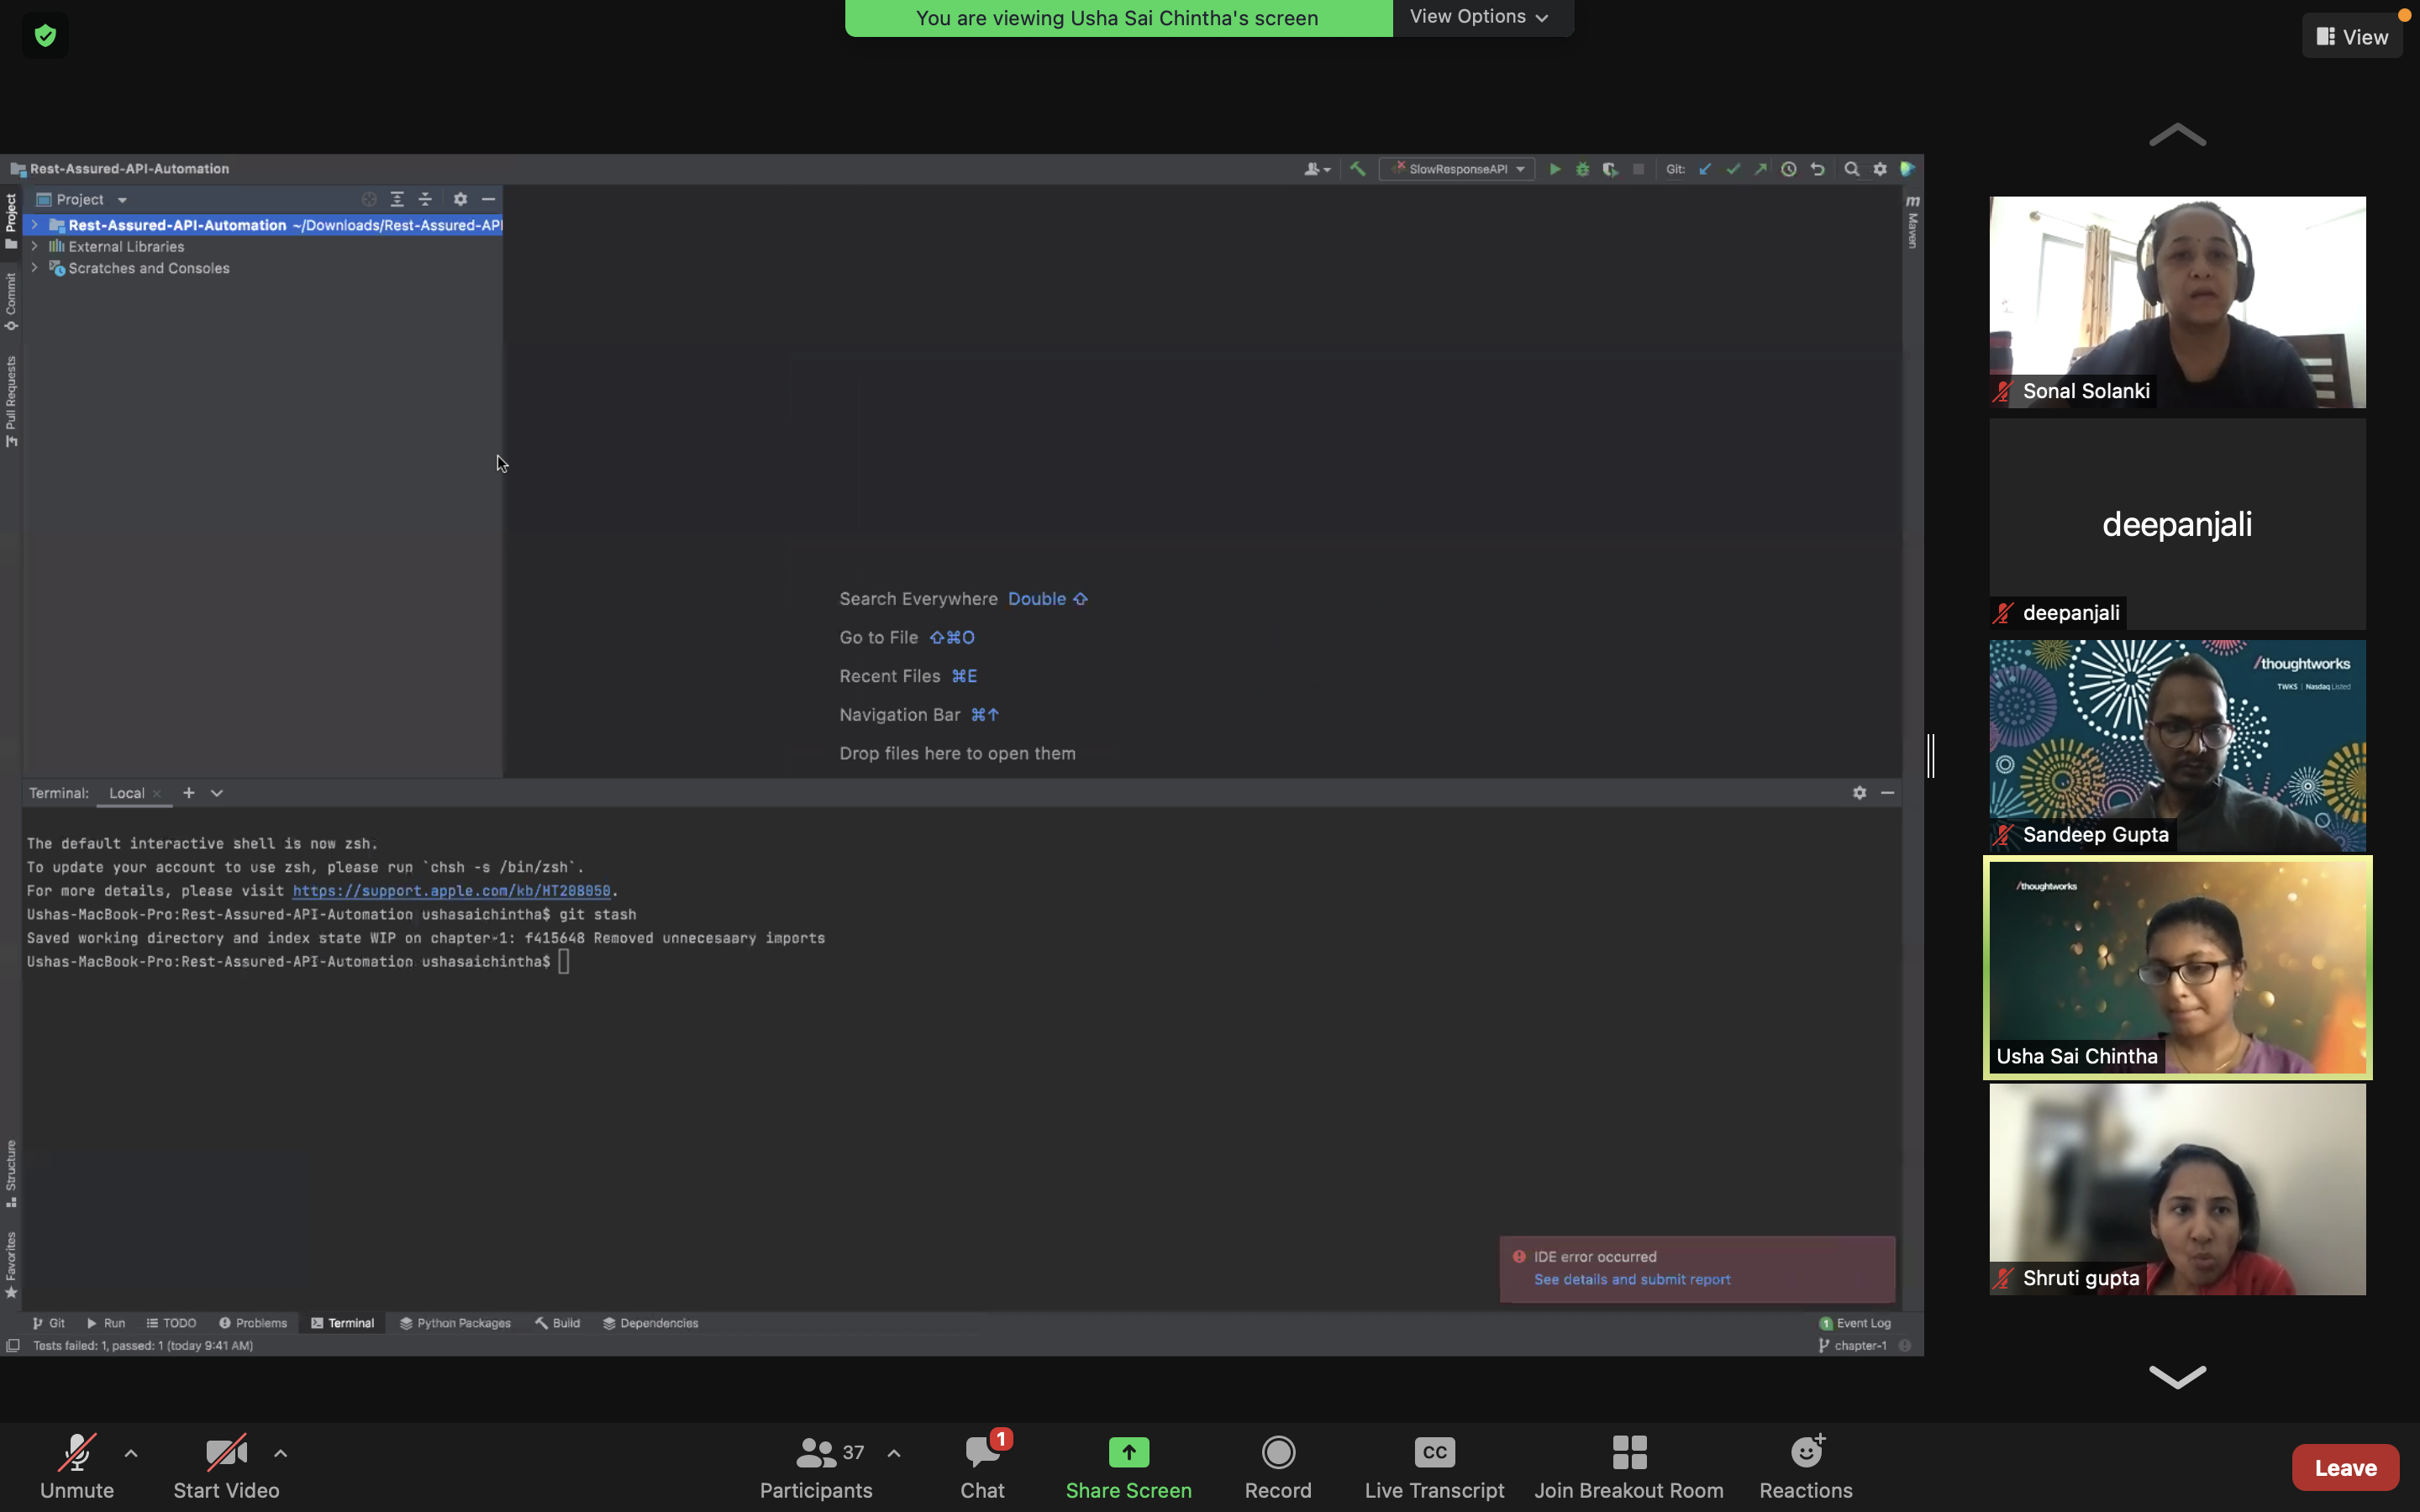 You are viewing Usha Sai Chintha's screen
View Options
View
Rest-Assured-API-Automation
SlowResponseAPI
Git:
Project
Project
Rest-Assured-API-Automation ~/Downloads/Rest-Assured-API
External Libraries
Scratches and Consoles
Commit
Pull Requests
m
Maven
Search Everywhere Double ⇧
Go to File ⇧⌘O
Recent Files ⌘E
Navigation Bar ⌘↑
Drop files here to open them
Terminal: Local × +
The default interactive shell is now zsh.
To update your account to use zsh, please run `chsh -s /bin/zsh`.
For more details, please visit https://support.apple.com/kb/HT208050.
Ushas-MacBook-Pro:Rest-Assured-API-Automation ushasaichintha$ git stash
Saved working directory and index state WIP on chapter-1: f415648 Removed unnecesaary imports
Ushas-MacBook-Pro:Rest-Assured-API-Automation ushasaichintha$
Structure
Favorites
IDE error occurred
See details and submit report
Git
Run
TODO
Problems
Terminal
Python Packages
Build
Dependencies
1 Event Log
Tests failed: 1, passed: 1 (today 9:41 AM)
chapter-1
Sonal Solanki
deepanjali
deepanjali
/thoughtworks
TWKS | Nasdaq Listed
Sandeep Gupta
/thoughtworks
Usha Sai Chintha
Shruti gupta
Unmute
Start Video
37
Participants
1
Chat
Share Screen
Record
CC
Live Transcript
Join Breakout Room
Reactions
Leave